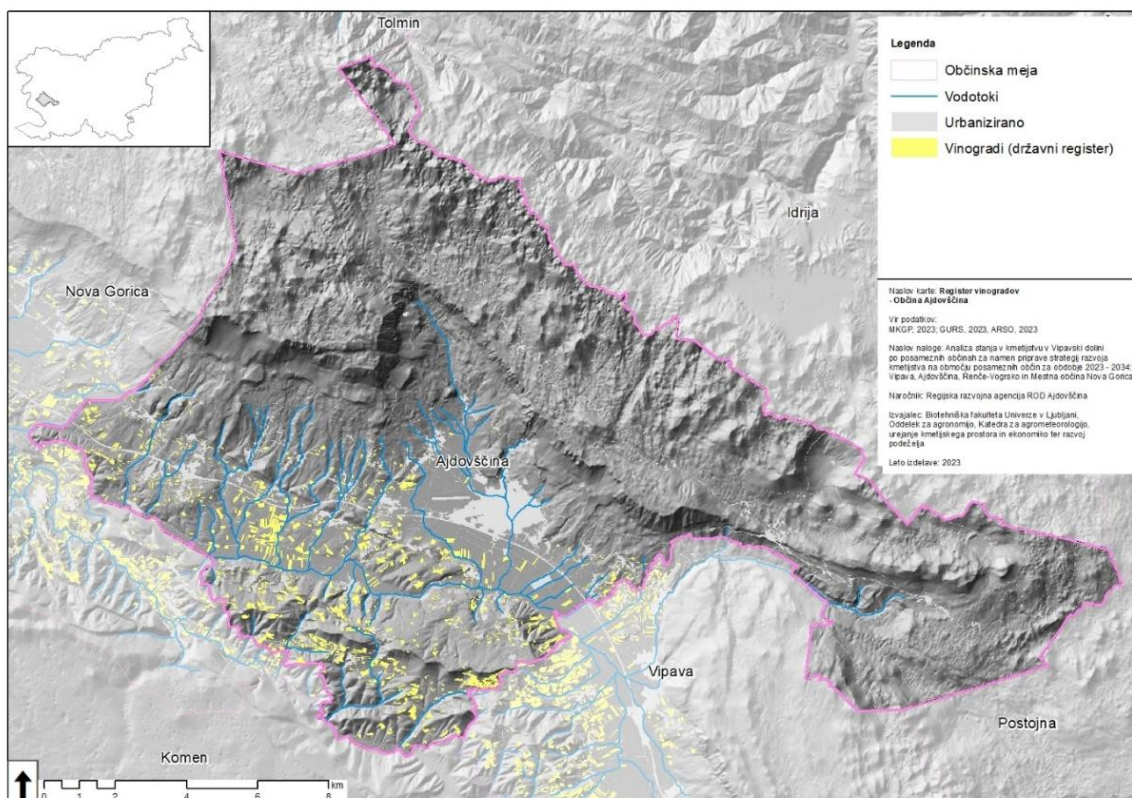 Tolmin
Idrija
Nova Gorica
Ajdovščina
Vipava
Postojna
Komen
0 1 2 4 6 8
km
Legenda
Občinska meja
Vodotoki
Urbanizirano
Vinogradi (državni register)
Naslov karte: Register vinogradov
- Občina Ajdovščina
Vir podatkov:
MKGP, 2023; GURS, 2023, ARSO, 2023
Naslov naloge: Analiza stanja v kmetijstvu v Vipavski dolini
po posameznih občinah za namen priprave strategij razvoja
kmetijstva na območju posameznih občin za obdobje 2023 - 2034:
Vipava, Ajdovščina, Renče-Vogrsko in Mestna občina Nova Gorica
Naročnik: Regijska razvojna agencija ROD Ajdovščina
Izvajalec: Biotehniška fakulteta Univerze v Ljubljani,
Oddelek za agronomijo, Katedra za agrometeorologijo,
urejanje kmetijskega prostora in ekonomiko ter razvoj
podeželja
Leto izdelave: 2023